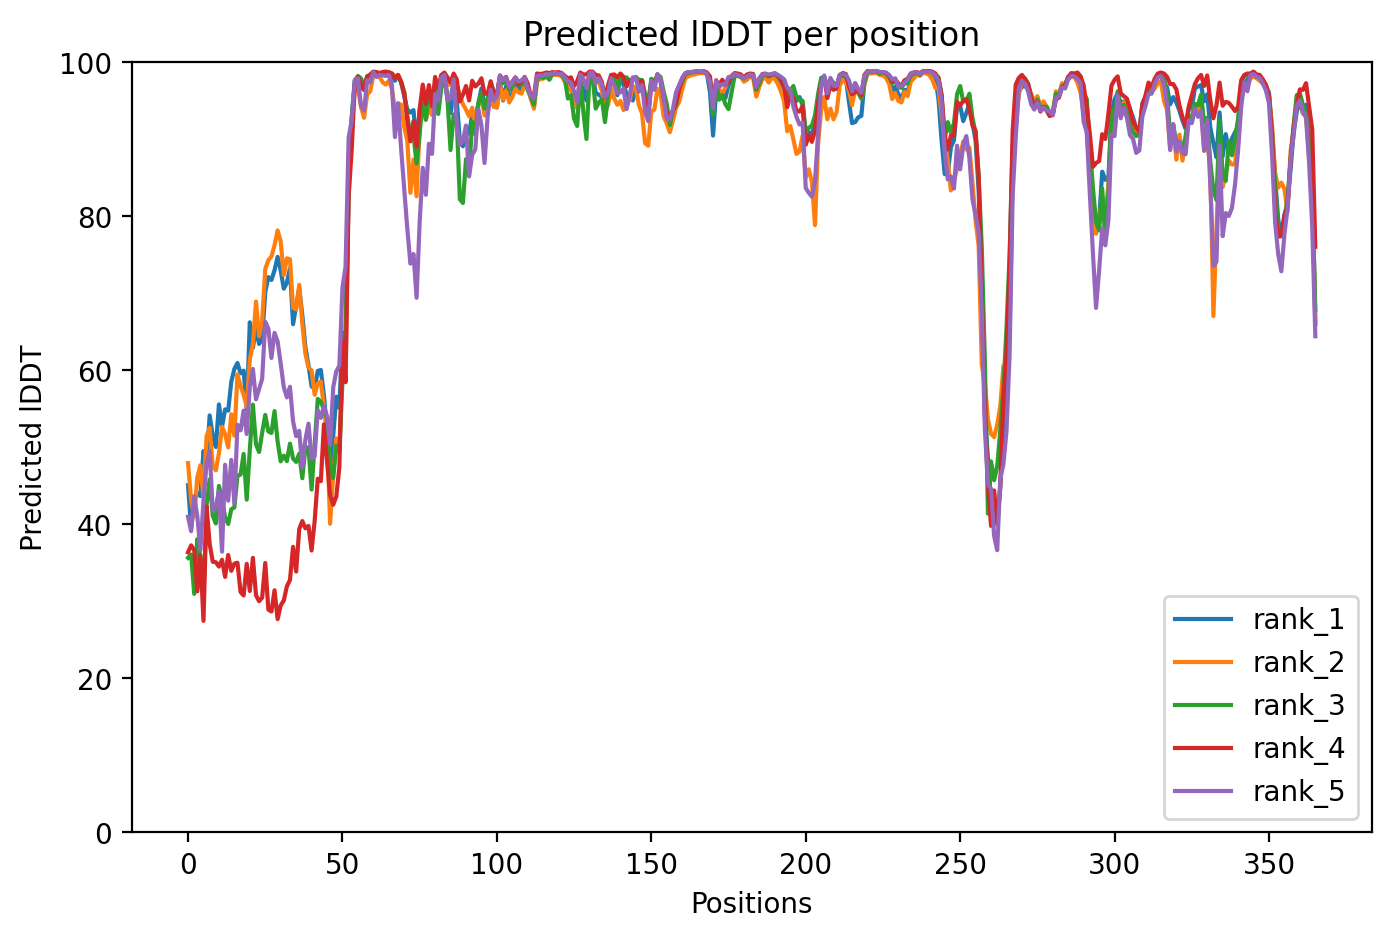 Predicted lDDT per position
100
80
60
40
20
0
Predicted lDDT
0 50 100 150 200 250 300 350
Positions
rank_1
rank_2
rank_3
rank_4
rank_5